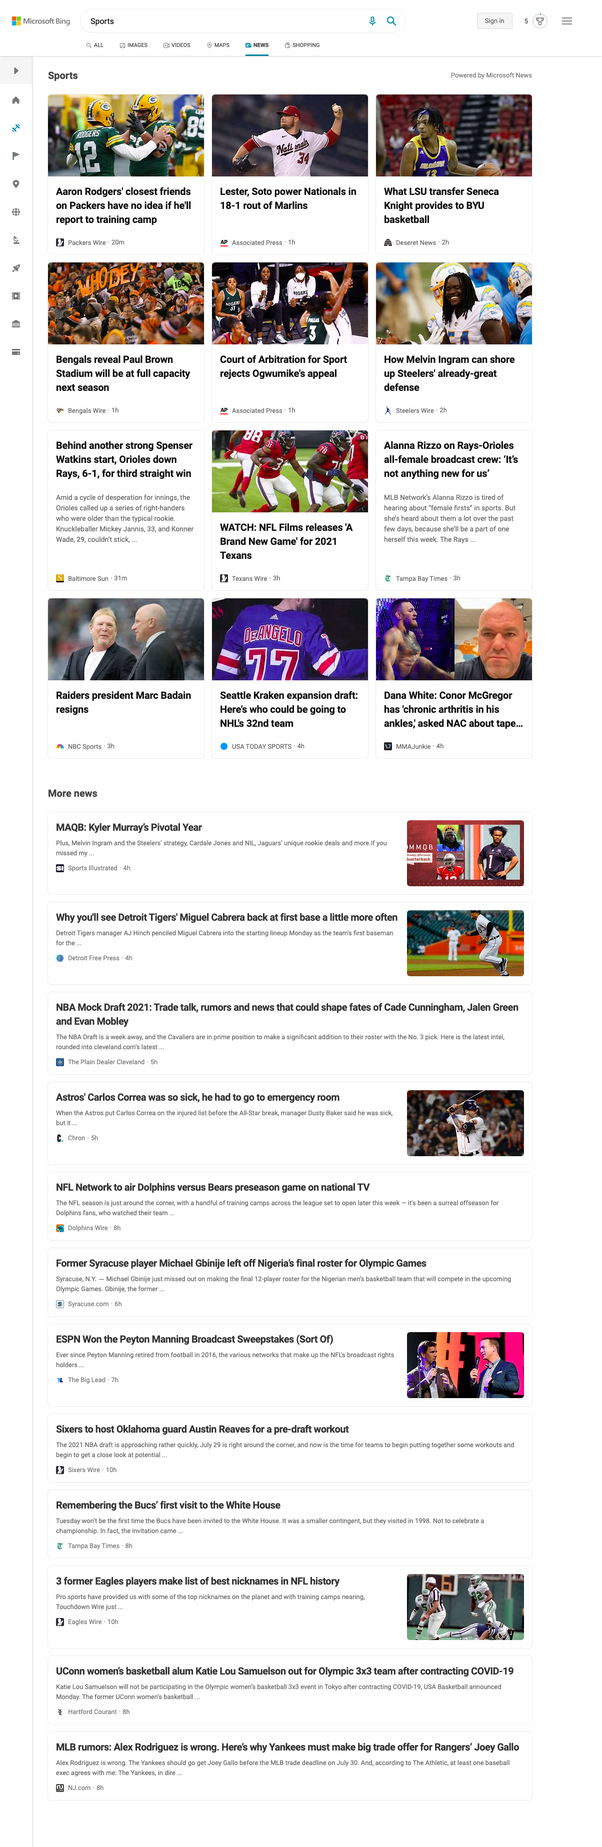 Microsoft Bing
Sports
Sign in
5
ALL
IMAGES
VIDEOS
MAPS
NEWS
SHOPPING
Sports
Powered by Microsoft News
RODGERS
12
89
Nationals
34
13
Aaron Rodgers' closest friends
on Packers have no idea if he'll
report to training camp
Packers Wire · 20m
Lester, Soto power Nationals in
18-1 rout of Marlins
AP Associated Press · 1h
What LSU transfer Seneca
Knight provides to BYU
basketball
Deseret News · 2h
WHO DEY
3
23
Bengals reveal Paul Brown
Stadium will be at full capacity
next season
Bengals Wire · 1h
Court of Arbitration for Sport
rejects Ogwumike's appeal
AP Associated Press · 1h
How Melvin Ingram can shore
up Steelers' already-great
defense
Steelers Wire · 2h
Behind another strong Spenser
Watkins start, Orioles down
Rays, 6-1, for third straight win
Amid a cycle of desperation for innings, the
Orioles called up a series of right-handers
who were older than the typical rookie.
Knuckleballer Mickey Jannis, 33, and Konner
Wade, 29, couldn't stick, ...
Baltimore Sun · 31m
88
WATCH: NFL Films releases 'A
Brand New Game' for 2021
Texans
Texans Wire · 3h
Alanna Rizzo on Rays-Orioles
all-female broadcast crew: 'It's
not anything new for us'
MLB Network's Alanna Rizzo is tired of
hearing about "female firsts" in sports. But
she's heard about them a lot over the past
few days, because she'll be a part of one
herself this week. The Rays ...
Tampa Bay Times · 3h
DeANGELO
77
Raiders president Marc Badain
resigns
NBC Sports · 3h
Seattle Kraken expansion draft:
Here's who could be going to
NHL's 32nd team
USA TODAY SPORTS · 4h
Dana White: Conor McGregor
has 'chronic arthritis in his
ankles,' asked NAC about tape...
MMAJunkie · 4h
More news
MAQB: Kyler Murray's Pivotal Year
Plus, Melvin Ingram and the Steelers' strategy, Cardale Jones and NIL, Jaguars' unique rookie deals and more.If you
missed my ...
SI Sports Illustrated · 4h
MMQB
1
Why you'll see Detroit Tigers' Miguel Cabrera back at first base a little more often
Detroit Tigers manager AJ Hinch penciled Miguel Cabrera into the starting lineup Monday as the team's first baseman
for the ...
Detroit Free Press · 4h
NBA Mock Draft 2021: Trade talk, rumors and news that could shape fates of Cade Cunningham, Jalen Green
and Evan Mobley
The NBA Draft is a week away, and the Cavaliers are in prime position to make a significant addition to their roster with the No. 3 pick. Here is the latest intel,
rounded into cleveland.com's latest ...
The Plain Dealer Cleveland · 5h
Astros' Carlos Correa was so sick, he had to go to emergency room
When the Astros put Carlos Correa on the injured list before the All-Star break, manager Dusty Baker said he was sick,
but it ...
Chron · 5h
1
NFL Network to air Dolphins versus Bears preseason game on national TV
The NFL season is just around the corner, with a handful of training camps across the league set to open later this week — it's been a surreal offseason for
Dolphins fans, who watched their team ...
Dolphins Wire · 8h
Former Syracuse player Michael Gbinije left off Nigeria's final roster for Olympic Games
Syracuse, N.Y. — Michael Gbinije just missed out on making the final 12-player roster for the Nigerian men's basketball team that will compete in the upcoming
Olympic Games. Gbinije, the former ...
Syracuse.com · 6h
ESPN Won the Peyton Manning Broadcast Sweepstakes (Sort Of)
Ever since Peyton Manning retired from football in 2016, the various networks that make up the NFL's broadcast rights
holders ...
The Big Lead · 7h
Sixers to host Oklahoma guard Austin Reaves for a pre-draft workout
The 2021 NBA draft is approaching rather quickly, July 29 is right around the corner, and now is the time for teams to begin putting together some workouts and
begin to get a close look at potential ...
Sixers Wire · 10h
Remembering the Bucs' first visit to the White House
Tuesday won't be the first time the Bucs have been invited to the White House. It was a smaller contingent, but they visited in 1998. Not to celebrate a
championship. In fact, the invitation came ...
Tampa Bay Times · 8h
3 former Eagles players make list of best nicknames in NFL history
Pro sports have provided us with some of the top nicknames on the planet and with training camps nearing,
Touchdown Wire just ...
Eagles Wire · 10h
UConn women's basketball alum Katie Lou Samuelson out for Olympic 3x3 team after contracting COVID-19
Katie Lou Samuelson will not be participating in the Olympic women's basketball 3x3 event in Tokyo after contracting COVID-19, USA Basketball announced
Monday. The former UConn women's basketball ...
Hartford Courant · 8h
MLB rumors: Alex Rodriguez is wrong. Here's why Yankees must make big trade offer for Rangers' Joey Gallo
Alex Rodriguez is wrong. The Yankees should go get Joey Gallo before the MLB trade deadline on July 30. And, according to The Athletic, at least one baseball
exec agrees with me: The Yankees, in dire ...
NJ.com · 8h